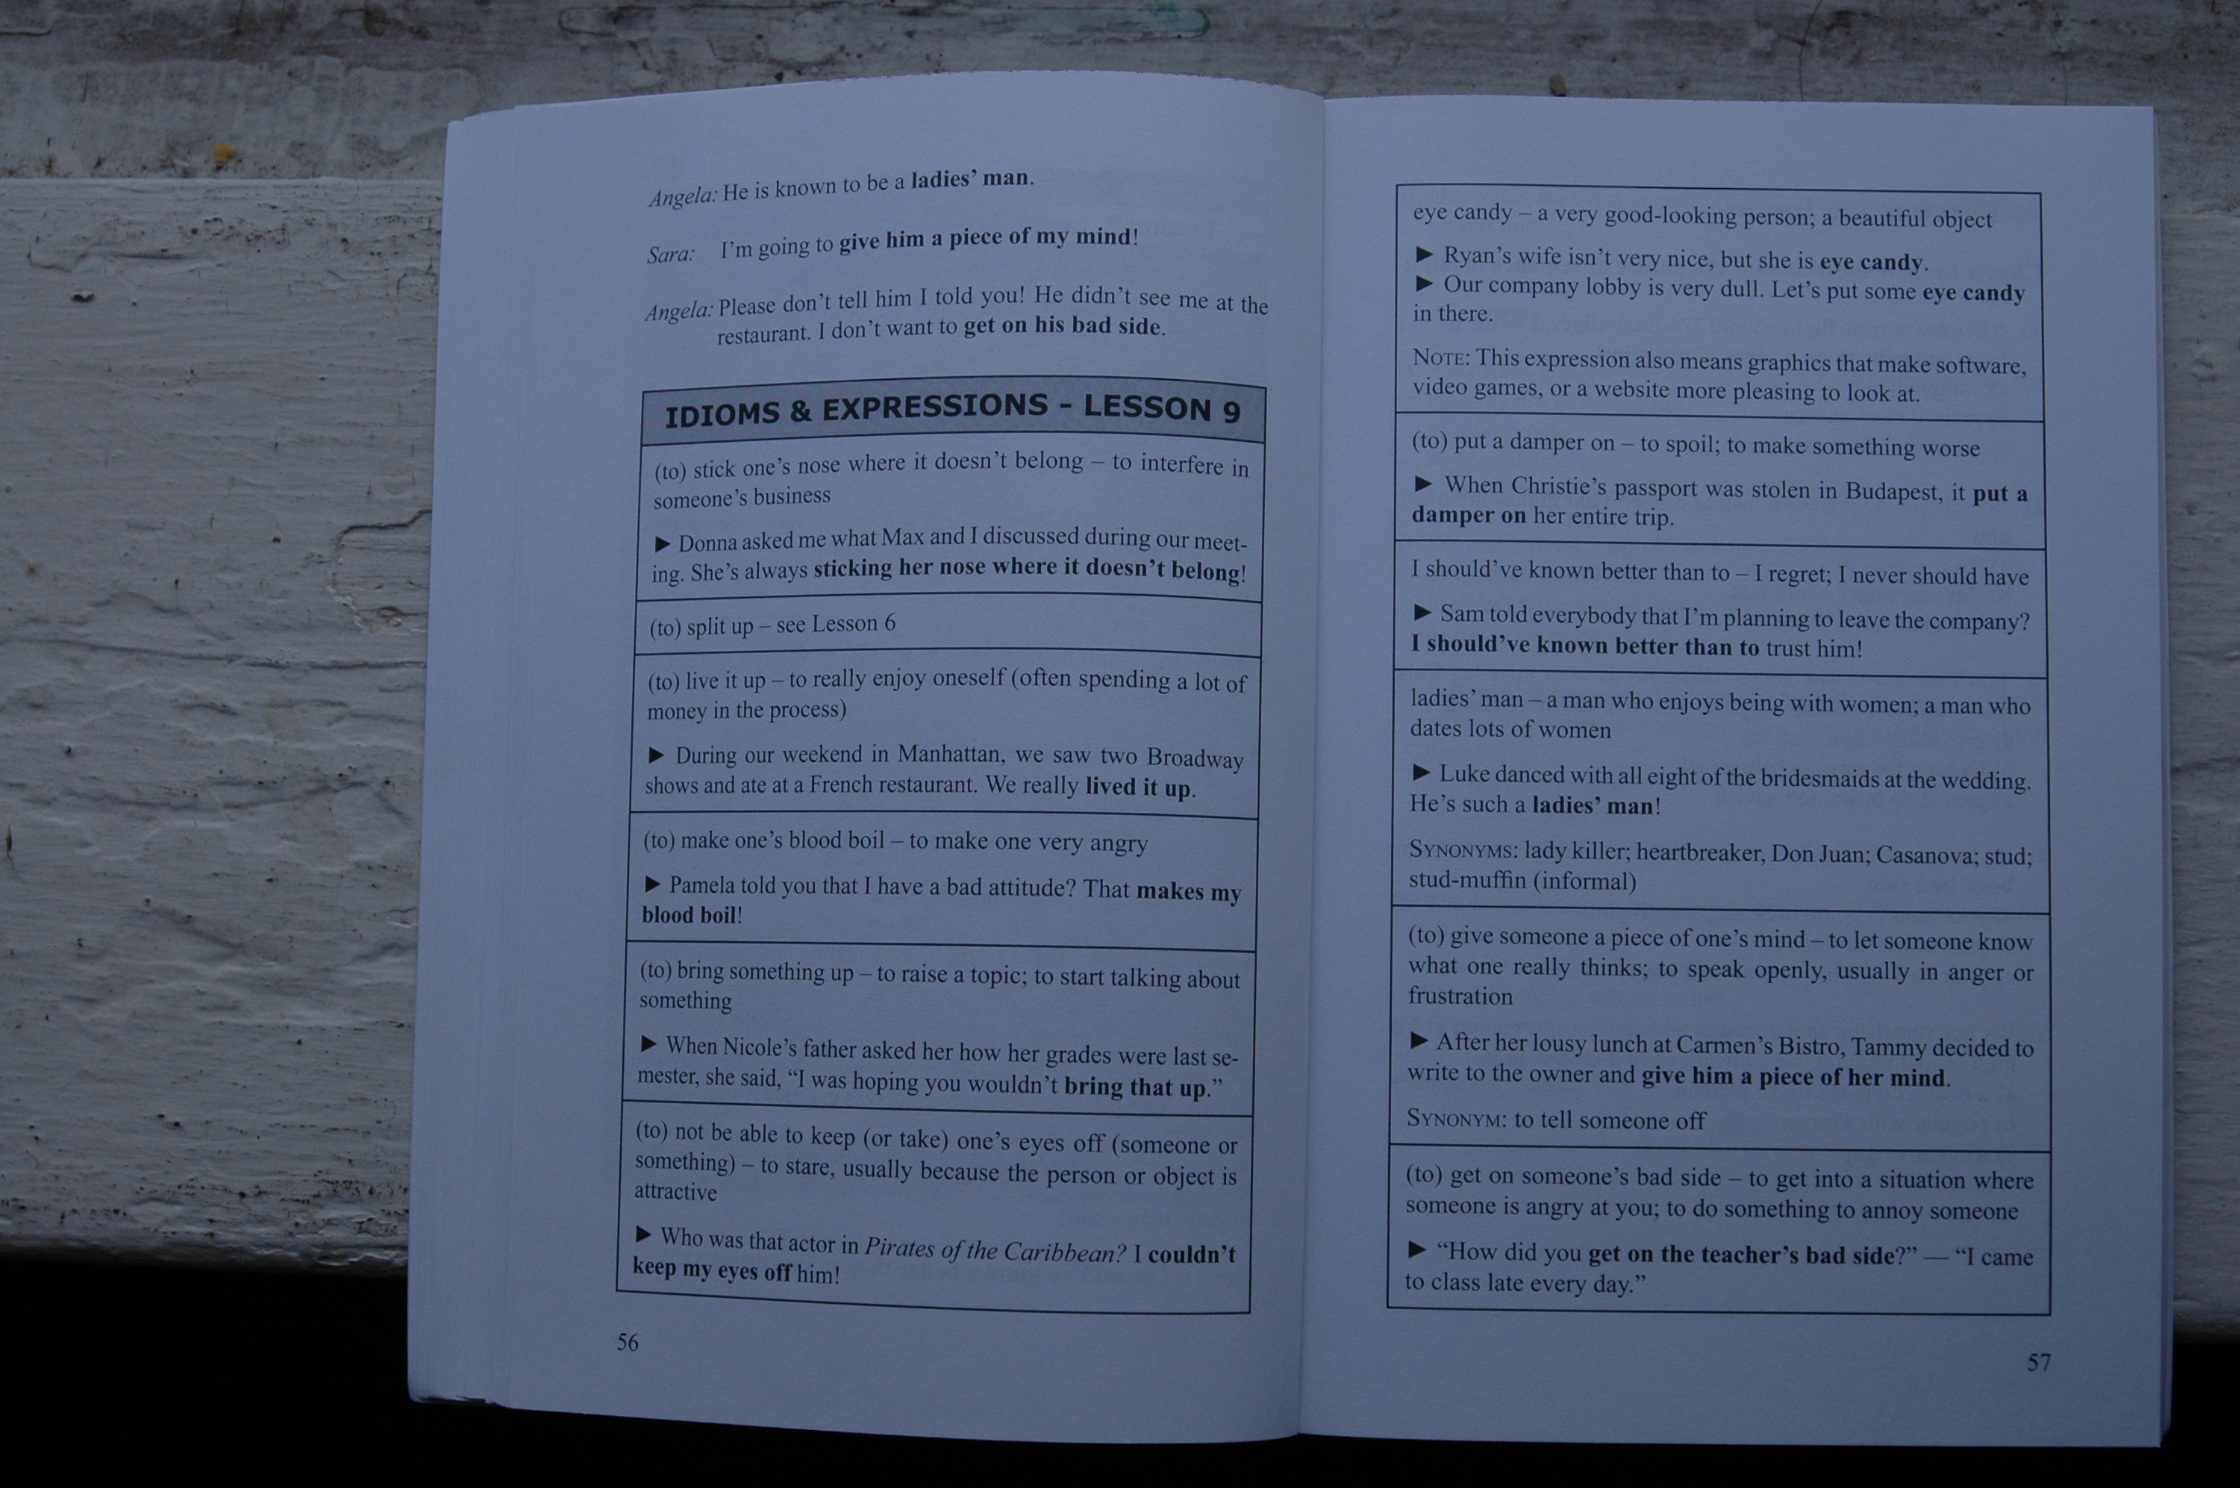 Angela: He is known to be a ladies’ man.
Sara: I’m going to give him a piece of my mind!
Angela: Please don’t tell him I told you! He didn’t see me at the
restaurant. I don’t want to get on his bad side.
IDIOMS & EXPRESSIONS - LESSON 9
(to) stick one’s nose where it doesn’t belong – to interfere in
someone’s business
► Donna asked me what Max and I discussed during our meet-
ing. She’s always sticking her nose where it doesn’t belong!
(to) split up – see Lesson 6
(to) live it up – to really enjoy oneself (often spending a lot of
money in the process)
► During our weekend in Manhattan, we saw two Broadway
shows and ate at a French restaurant. We really lived it up.
(to) make one’s blood boil – to make one very angry
► Pamela told you that I have a bad attitude? That makes my
blood boil!
(to) bring something up – to raise a topic; to start talking about
something
► When Nicole’s father asked her how her grades were last se-
mester, she said, “I was hoping you wouldn’t bring that up.”
(to) not be able to keep (or take) one’s eyes off (someone or
something) – to stare, usually because the person or object is
attractive
► Who was that actor in Pirates of the Caribbean? I couldn’t
keep my eyes off him!
56
eye candy – a very good-looking person; a beautiful object
► Ryan’s wife isn’t very nice, but she is eye candy.
► Our company lobby is very dull. Let’s put some eye candy
in there.
NOTE: This expression also means graphics that make software,
video games, or a website more pleasing to look at.
(to) put a damper on – to spoil; to make something worse
► When Christie’s passport was stolen in Budapest, it put a
damper on her entire trip.
I should’ve known better than to – I regret; I never should have
► Sam told everybody that I’m planning to leave the company?
I should’ve known better than to trust him!
ladies’ man – a man who enjoys being with women; a man who
dates lots of women
► Luke danced with all eight of the bridesmaids at the wedding.
He’s such a ladies’ man!
SYNONYMS: lady killer; heartbreaker, Don Juan; Casanova; stud;
stud-muffin (informal)
(to) give someone a piece of one’s mind – to let someone know
what one really thinks; to speak openly, usually in anger or
frustration
► After her lousy lunch at Carmen’s Bistro, Tammy decided to
write to the owner and give him a piece of her mind.
SYNONYM: to tell someone off
(to) get on someone’s bad side – to get into a situation where
someone is angry at you; to do something to annoy someone
► “How did you get on the teacher’s bad side?” — “I came
to class late every day.”
57